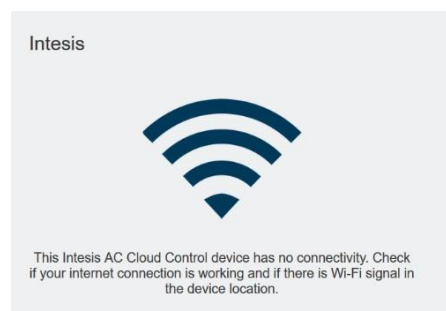 Intesis
This Intesis AC Cloud Control device has no connectivity. Check
if your internet connection is working and if there is Wi-Fi signal in
the device location.